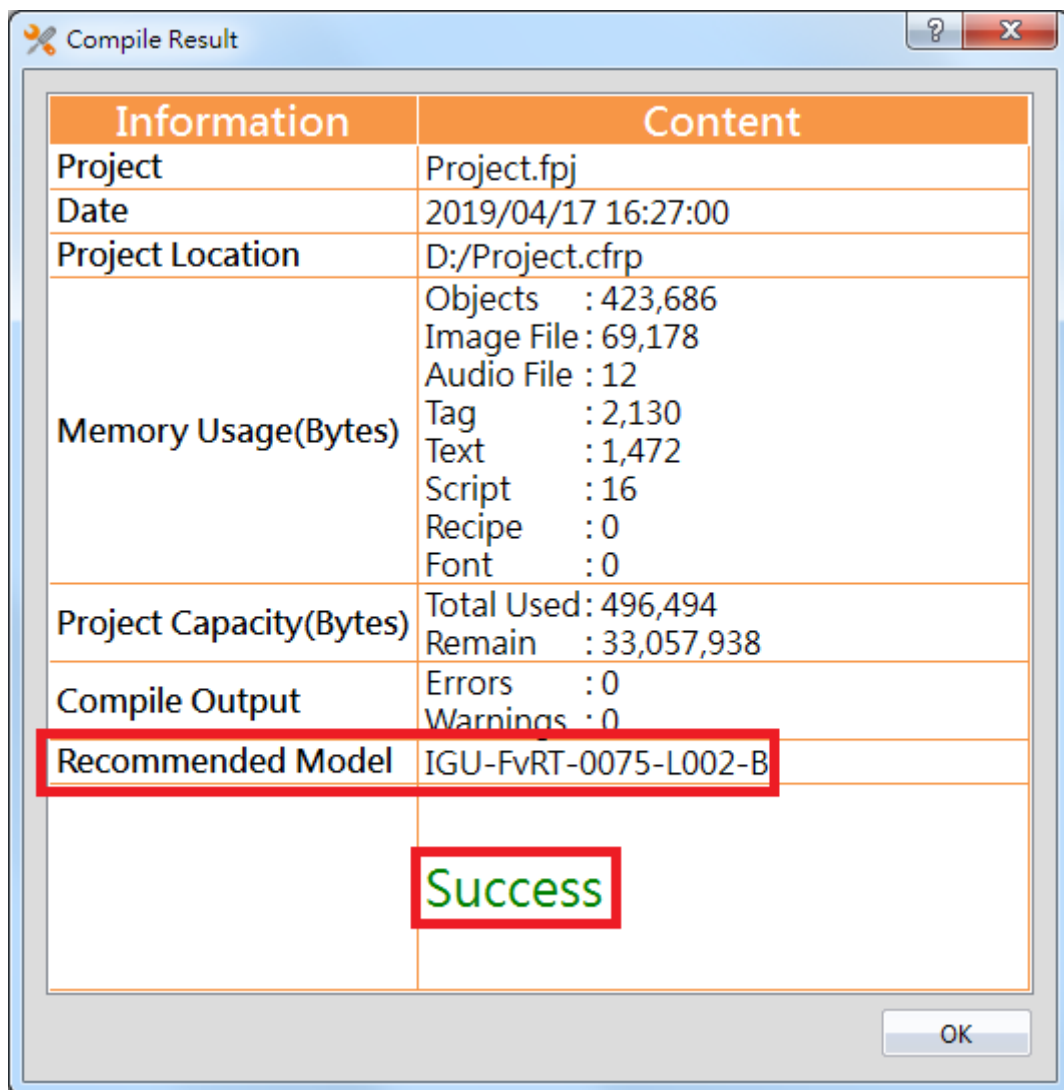 Compile Result
Information Content
Project Project.fpj
Date 2019/04/17 16:27:00
Project Location D:/Project.cfrp
Memory Usage(Bytes)
Objects : 423,686
Image File : 69,178
Audio File : 12
Tag : 2,130
Text : 1,472
Script : 16
Recipe : 0
Font : 0
Project Capacity(Bytes)
Total Used : 496,494
Remain : 33,057,938
Compile Output
Errors : 0
Warnings : 0
Recommended Model IGU-FvRT-0075-L002-B
Success
OK